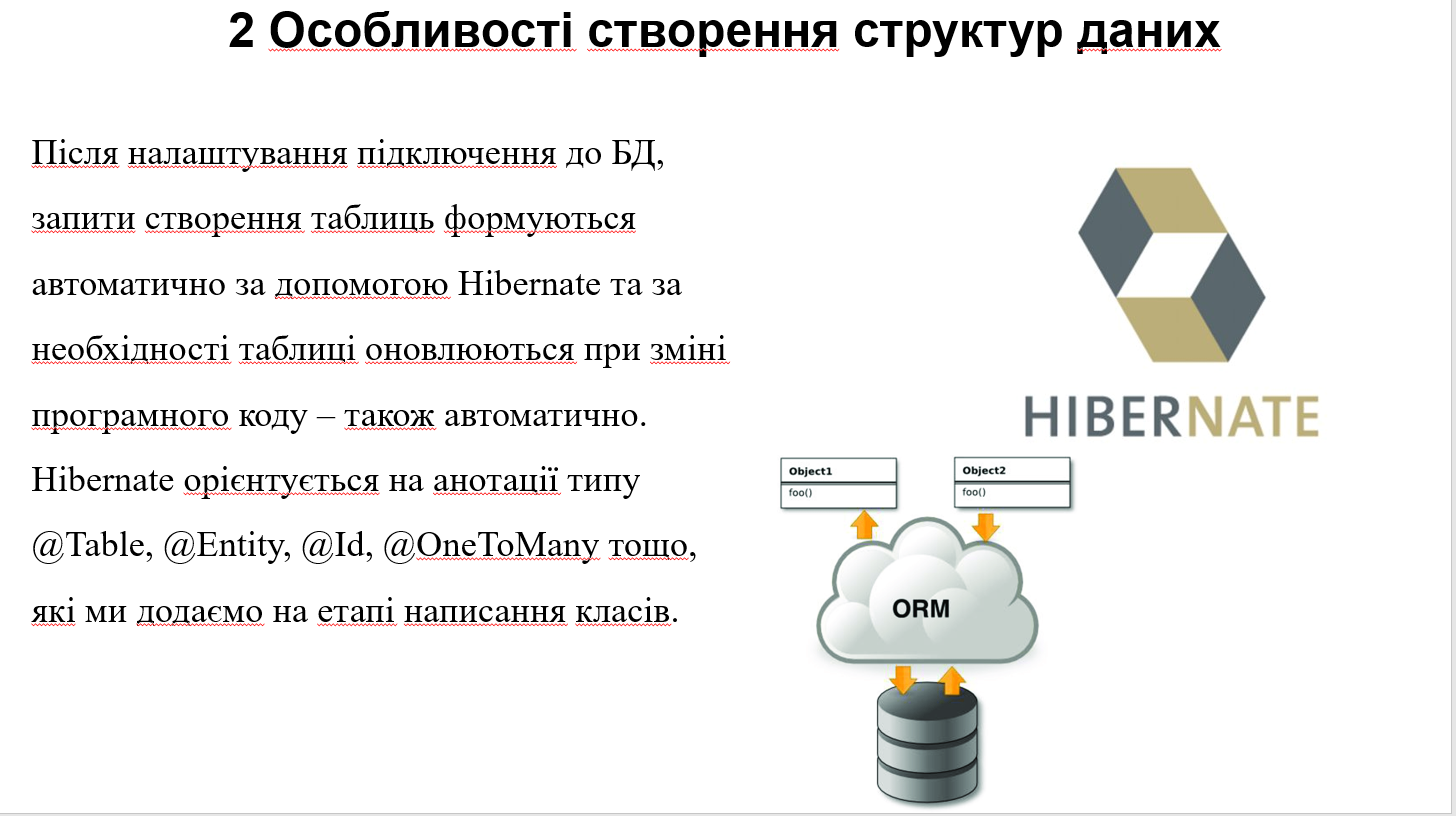 2 Особливості створення структур даних
Після налаштування підключення до БД,
запити створення таблиць формуються
автоматично за допомогою Hibernate та за
необхідності таблиці оновлюються при зміні
програмного коду – також автоматично.
Hibernate орієнтується на анотації типу
@Table, @Entity, @Id, @OneToMany тощо,
які ми додаємо на етапі написання класів.
HIBERNATE
Object1
foo()
Object2
foo()
ORM